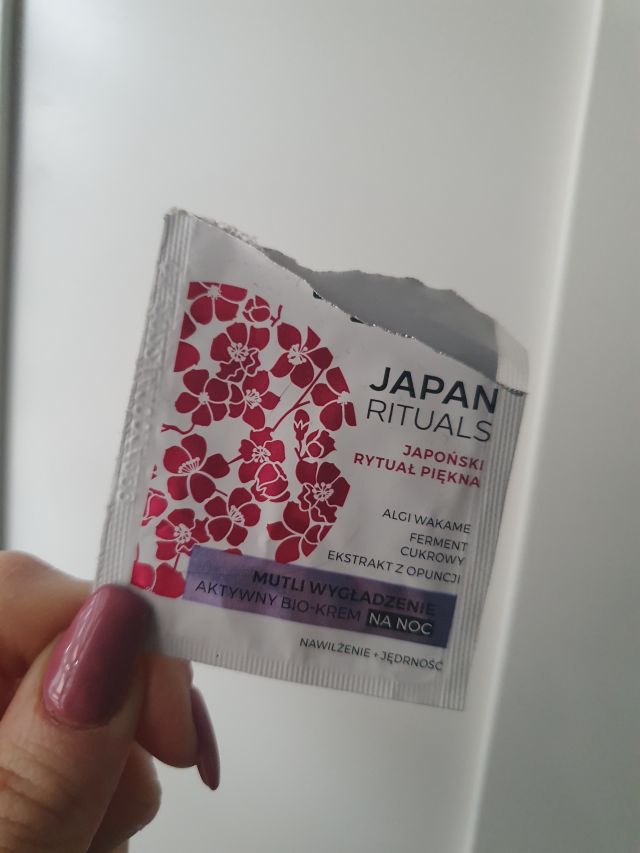 JAPAN
RITUALS
JAPOŃSKI
RYTUAŁ PIĘKNA
ALGI WAKAME
FERMENT
CUKROWY
EKSTRAKT Z OPUNCJI
MUTLI WYGŁADZENIE
AKTYWNY BIO-KREM NA NOC
NAWILŻENIE + JĘDRNOŚĆ